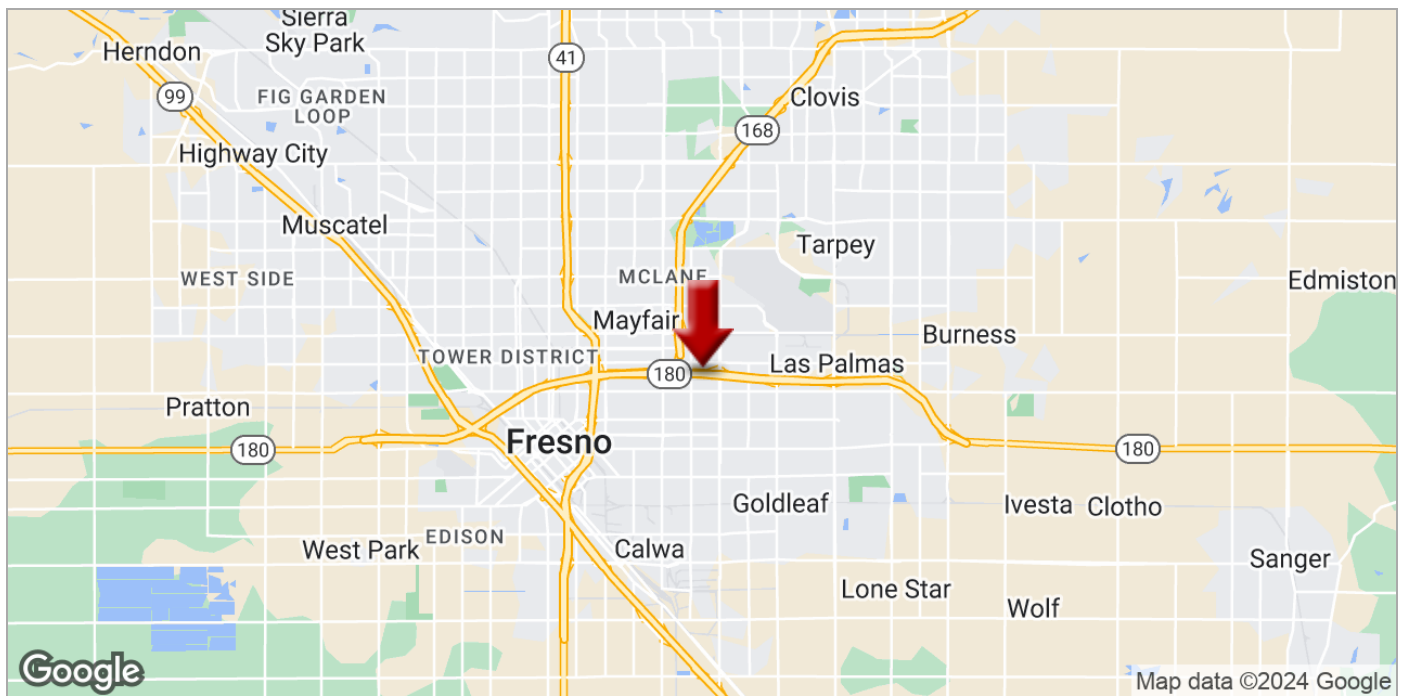 Sierra
Sky Park
Herndon
41
99
FIG GARDEN
LOOP
Clovis
168
Highway City
Muscatel
Tarpey
WEST SIDE
MCLANE
Edmiston
Mayfair
Burness
TOWER DISTRICT
Las Palmas
180
Pratton
180
Fresno
180
Goldleaf
Ivesta
Clotho
EDISON
West Park
Calwa
Sanger
Lone Star
Wolf
Google
Map data ©2024 Google